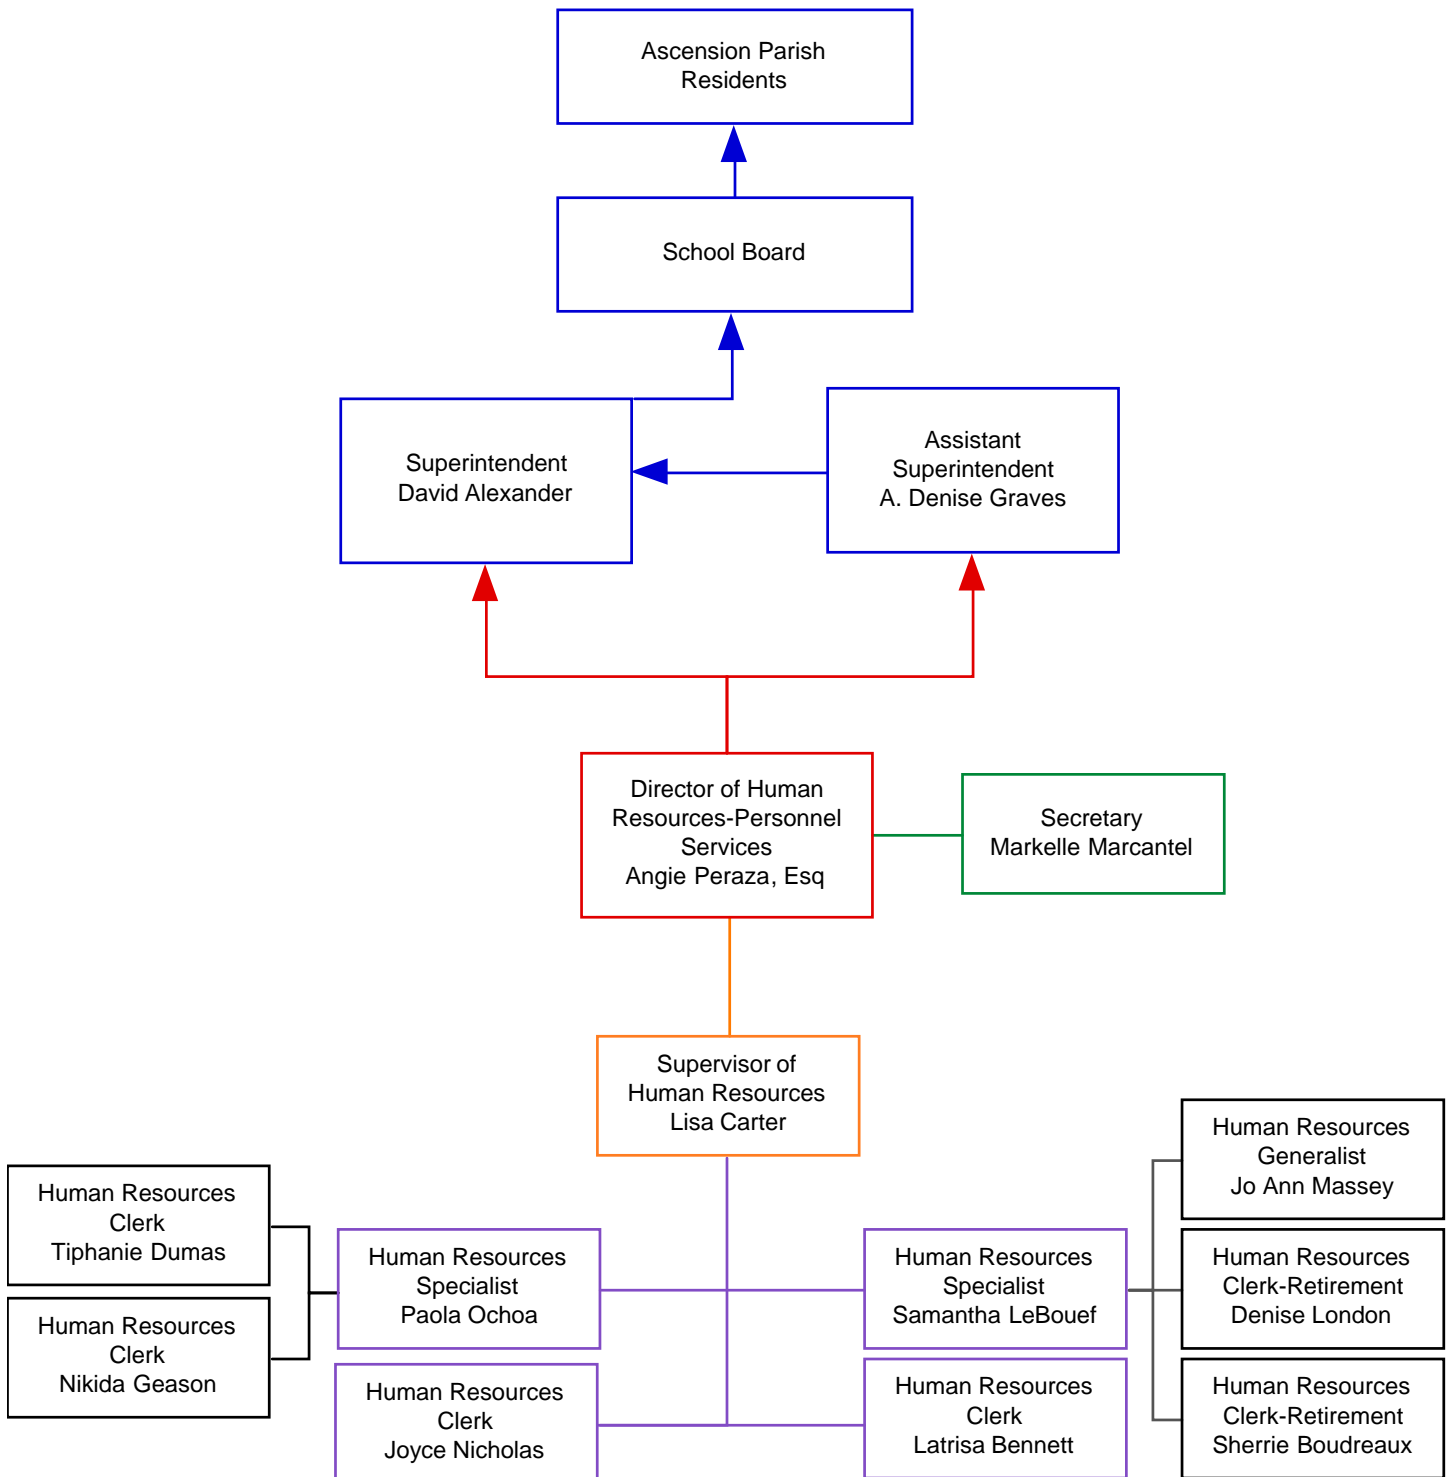 Ascension Parish
Residents
School Board
Superintendent
David Alexander
Assistant
Superintendent
A. Denise Graves
Director of Human
Resources-Personnel
Services
Angie Peraza, Esq
Secretary
Markelle Marcantel
Supervisor of
Human Resources
Lisa Carter
Human Resources
Clerk
Tiphanie Dumas
Human Resources
Clerk
Nikida Geason
Human Resources
Specialist
Paola Ochoa
Human Resources
Clerk
Joyce Nicholas
Human Resources
Specialist
Samantha LeBouef
Human Resources
Clerk
Latrisa Bennett
Human Resources
Generalist
Jo Ann Massey
Human Resources
Clerk-Retirement
Denise London
Human Resources
Clerk-Retirement
Sherrie Boudreaux